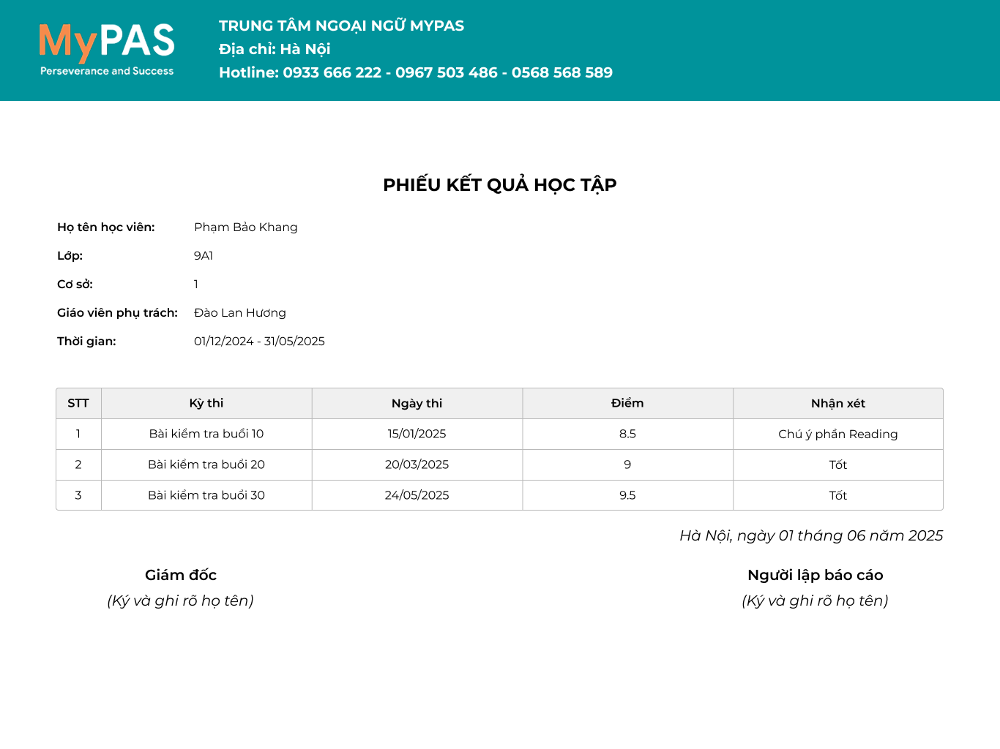 MyPAS
Perseverance and Success
TRUNG TÂM NGOẠI NGỮ MYPAS
Địa chỉ: Hà Nội
Hotline: 0933 666 222 - 0967 503 486 - 0568 568 589
PHIẾU KẾT QUẢ HỌC TẬP
Họ tên học viên: Phạm Bảo Khang
Lớp: 9A1
Cơ sở: 1
Giáo viên phụ trách: Đào Lan Hương
Thời gian: 01/12/2024 - 31/05/2025
STT Kỳ thi Ngày thi Điểm Nhận xét
1 Bài kiểm tra buổi 10 15/01/2025 8.5 Chú ý phần Reading
2 Bài kiểm tra buổi 20 20/03/2025 9 Tốt
3 Bài kiểm tra buổi 30 24/05/2025 9.5 Tốt
Hà Nội, ngày 01 tháng 06 năm 2025
Giám đốc Người lập báo cáo
(Ký và ghi rõ họ tên) (Ký và ghi rõ họ tên)